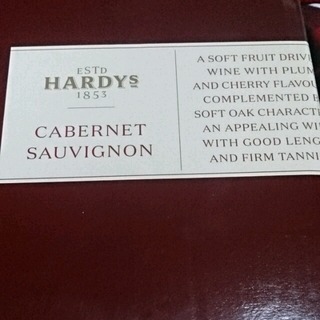 ESTD
HARDYS
1853
CABERNET
SAUVIGNON
A SOFT FRUIT
WINE WITH
AND CHERRY
COMPLEMENTED
SOFT OAK
AN APPEALING
WITH GOOD
AND FIRM